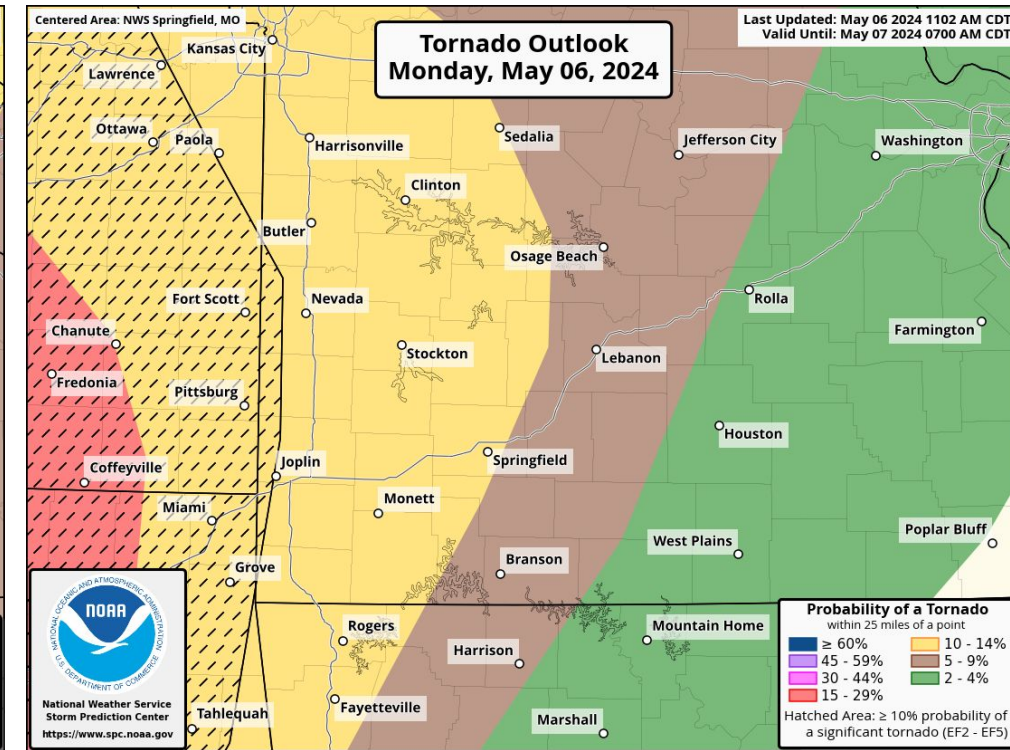 Centered Area: NWS Springfield, MO
Last Updated: May 06 2024 1102 AM CDT
Valid Until: May 07 2024 0700 AM CDT
Tornado Outlook
Monday, May 06, 2024
Kansas City
Lawrence
Ottawa
Paola
Harrisonville
Sedalia
Jefferson City
Washington
Clinton
Butler
Osage Beach
Fort Scott
Nevada
Rolla
Chanute
Farmington
Stockton
Lebanon
Fredonia
Pittsburg
Houston
Coffeyville
Joplin
Springfield
Miami
Monett
Poplar Bluff
West Plains
Grove
Branson
Rogers
Mountain Home
Harrison
Tahlequah
Fayetteville
Marshall
NATIONAL OCEANIC AND ATMOSPHERIC ADMINISTRATION
NOAA
U.S. DEPARTMENT OF COMMERCE
National Weather Service
Storm Prediction Center
https://www.spc.noaa.gov
Probability of a Tornado
within 25 miles of a point
≥ 60%
45 - 59%
30 - 44%
15 - 29%
10 - 14%
5 - 9%
2 - 4%
Hatched Area: ≥ 10% probability of
a significant tornado (EF2 - EF5)